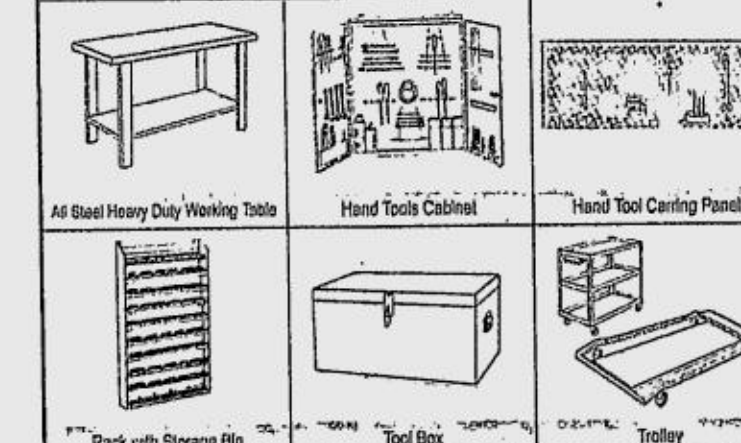 All Steel Heavy Duty Working Table
Hand Tools Cabinet
Hand Tool Carring Panel
Rack with Storage Bin
Tool Box
Trolley